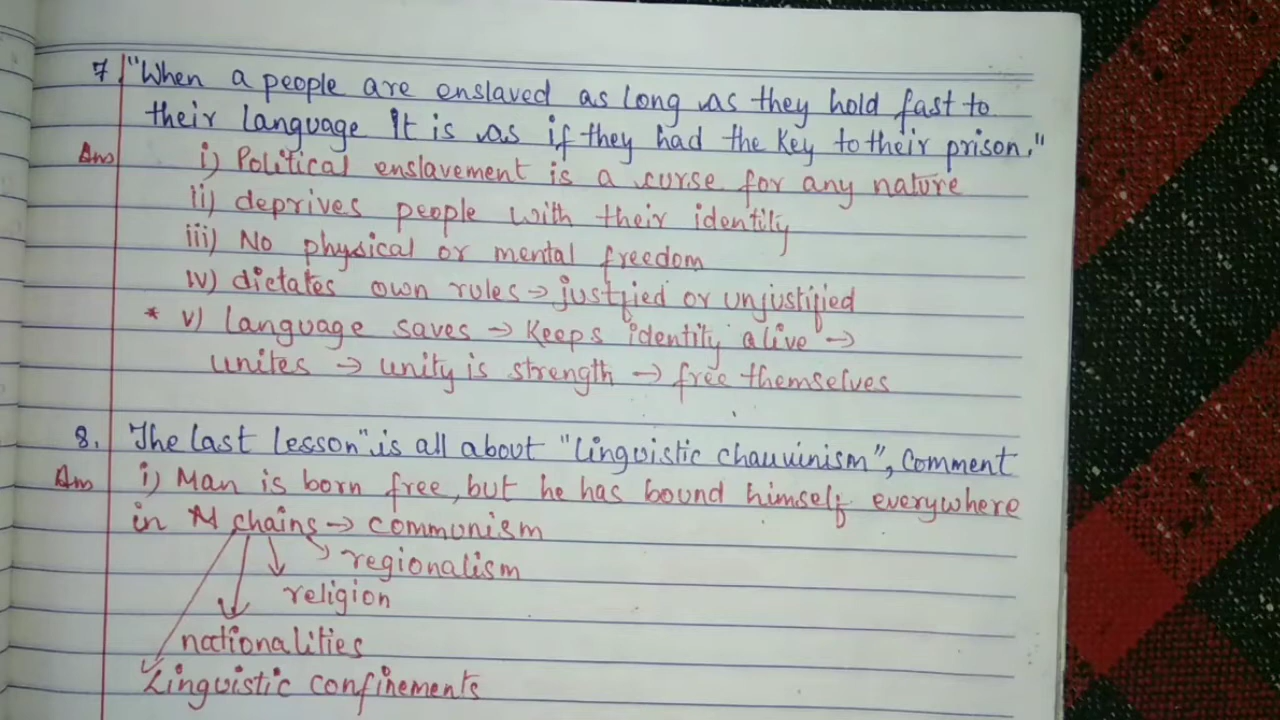 7 "When a people are enslaved as long as they hold fast to
their language It is as if they had the key to their prison."
Ans i) Political enslavement is a curse for any nature
ii) deprives people with their identity
iii) No physical or mental freedom
iv) dictates own rules → justfied or unjustified
* v) language saves → keeps identity alive →
unites → unity is strength → free themselves
8. The last lesson" is all about "linguistic chauvinism", comment
Ans i) Man is born free, but he has bound himself everywhere
in chains → communism
regionalism
religion
nationalities
Linguistic confinements